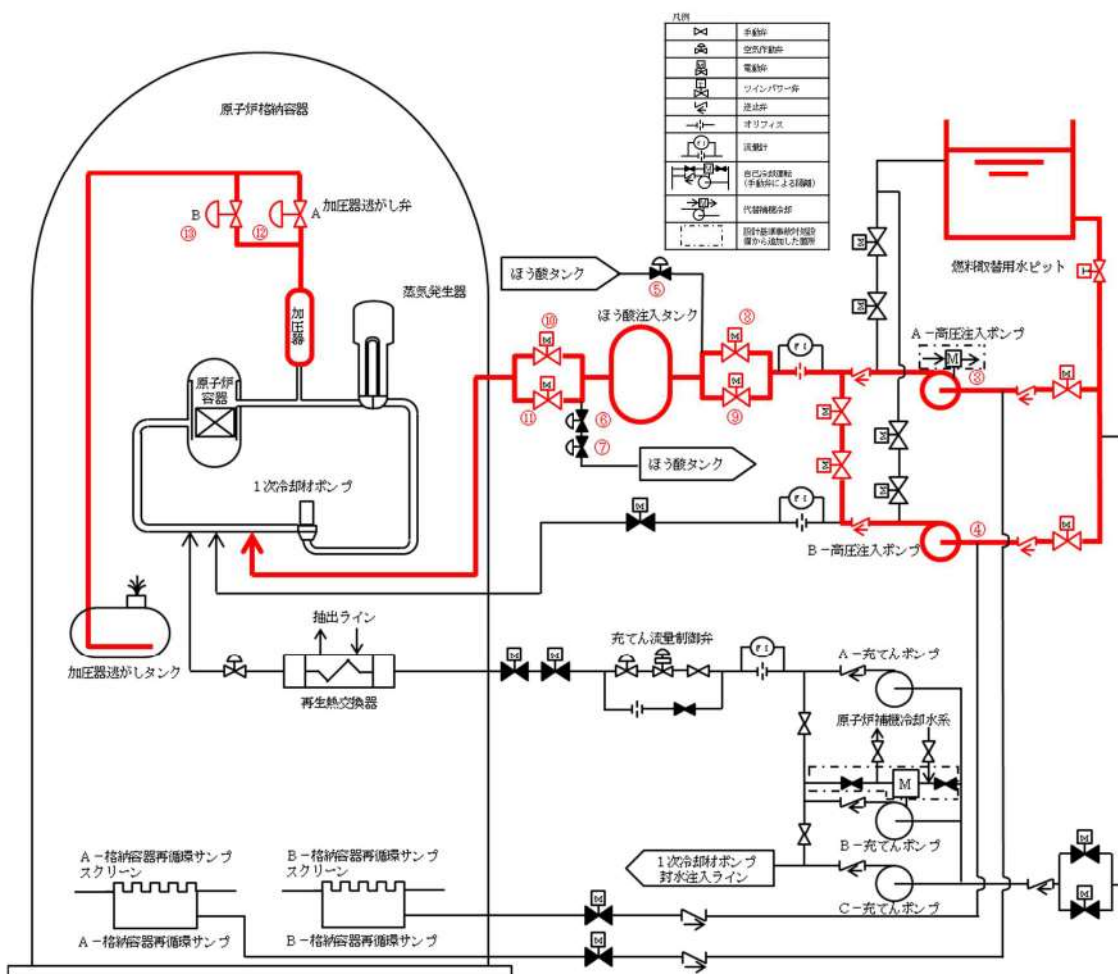 凡例
手動弁
空気作動弁
電動弁
ツインパワー弁
逆止弁
オリフィス
流量計
自己冷却運転
(手動弁による隔離)
代替補機冷却
設計基準事故対処設
備から追加した箇所
原子炉格納容器
加圧器逃がし弁
B
A
⑬
⑫
蒸気発生器
加圧器
原子炉
容器
1次冷却材ポンプ
加圧器逃がしタンク
ほう酸タンク
⑤
ほう酸注入タンク
⑩
⑪
⑧
⑨
⑥
⑦
ほう酸タンク
FI
FI
燃料取替用水ピット
A-高圧注入ポンプ
M
③
B-高圧注入ポンプ
④
抽出ライン
再生熱交換器
充てん流量制御弁
FI
A-充てんポンプ
原子炉補機冷却水系
M
B-充てんポンプ
1次冷却材ポンプ
封水注入ライン
C-充てんポンプ
A-格納容器再循環サンプ
スクリーン
B-格納容器再循環サンプ
スクリーン
A-格納容器再循環サンプ
B-格納容器再循環サンプ